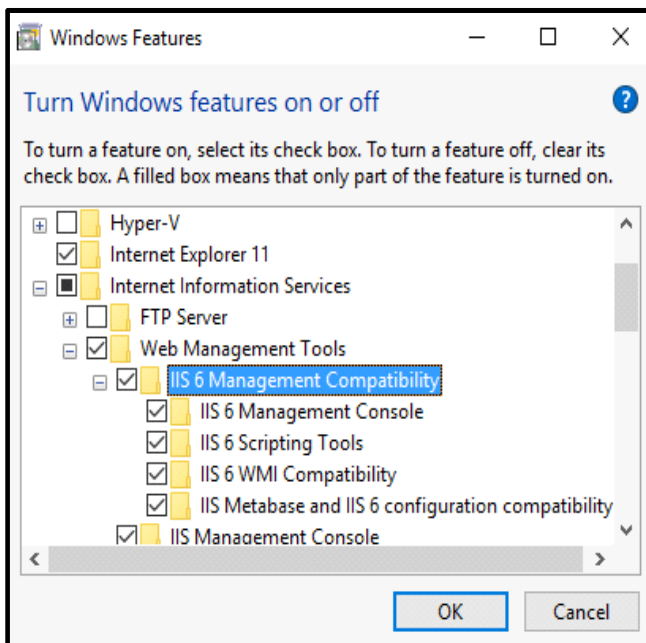 Windows Features
Turn Windows features on or off
To turn a feature on, select its check box. To turn a feature off, clear its
check box. A filled box means that only part of the feature is turned on.
Hyper-V
Internet Explorer 11
Internet Information Services
FTP Server
Web Management Tools
IIS 6 Management Compatibility
IIS 6 Management Console
IIS 6 Scripting Tools
IIS 6 WMI Compatibility
IIS Metabase and IIS 6 configuration compatibility
IIS Management Console
OK Cancel